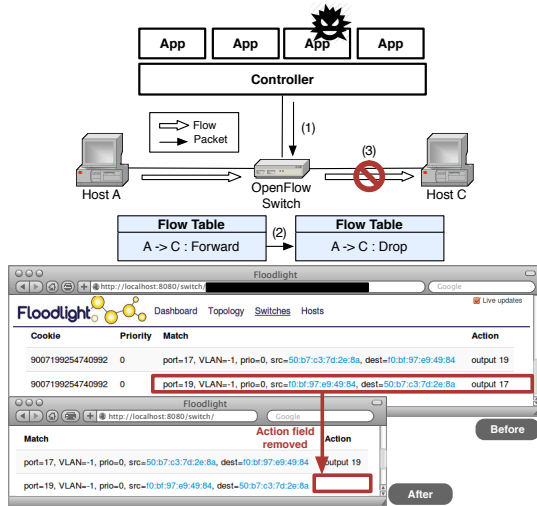 App App App App
Controller
Flow
Packet
(1)
(3)
Host A
OpenFlow
Switch
Host C
Flow Table
A -> C : Forward
(2)
Flow Table
A -> C : Drop
Floodlight
http://localhost:8080/switch/
Google
Floodlight
Dashboard Topology Switches Hosts
Live updates
Cookie Priority Match Action
9007199254740992 0 port=17, VLAN=-1, prio=0, src=50:b7:c3:7d:2e:8a, dest=f0:bf:97:e9:49:84 output 19
9007199254740992 0 port=19, VLAN=-1, prio=0, src=f0:bf:97:e9:49:84, dest=50:b7:c3:7d:2e:8a output 17
Before
Floodlight
http://localhost:8080/switch/
Google
Action field
removed
Match Action
port=17, VLAN=-1, prio=0, src=50:b7:c3:7d:2e:8a, dest=f0:bf:97:e9:49:84 output 19
port=19, VLAN=-1, prio=0, src=f0:bf:97:e9:49:84, dest=50:b7:c3:7d:2e:8a
After